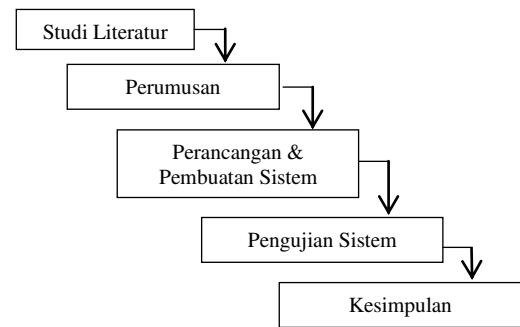 Studi Literatur
Perumusan
Perancangan &
Pembuatan Sistem
Pengujian Sistem
Kesimpulan